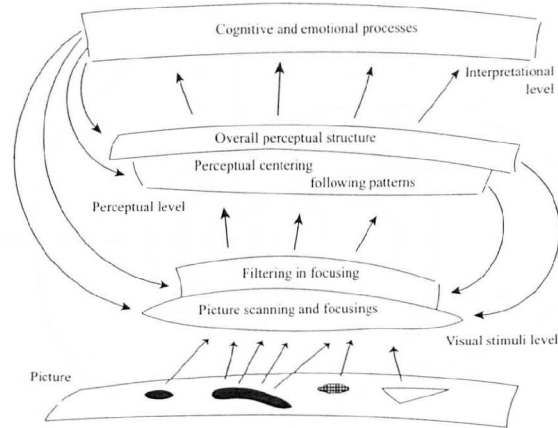 Cognitive and emotional processes
Interpretational
level
Overall perceptual structure
Perceptual centering
following patterns
Perceptual level
Filtering in focusing
Picture scanning and focusings
Visual stimuli level
Picture